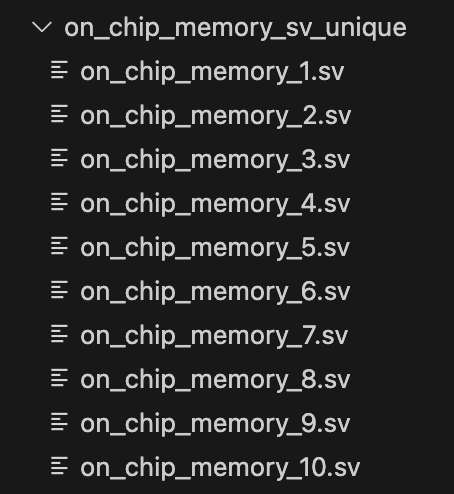 on_chip_memory_sv_unique
on_chip_memory_1.sv
on_chip_memory_2.sv
on_chip_memory_3.sv
on_chip_memory_4.sv
on_chip_memory_5.sv
on_chip_memory_6.sv
on_chip_memory_7.sv
on_chip_memory_8.sv
on_chip_memory_9.sv
on_chip_memory_10.sv